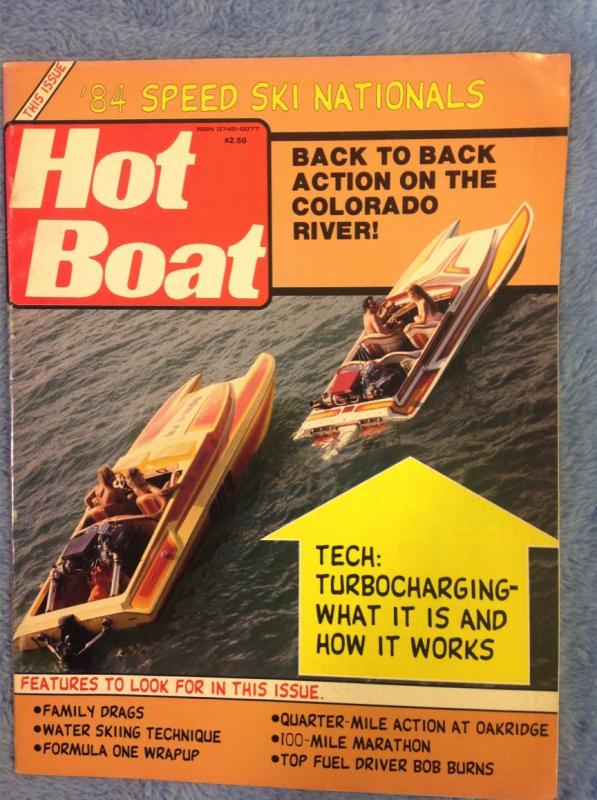 THIS ISSUE
'84 SPEED SKI NATIONALS
ISSN 0745-6077
$2.50
Hot
Boat
BACK TO BACK
ACTION ON THE
COLORADO
RIVER!
TECH:
TURBOCHARGING-
WHAT IT IS AND
HOW IT WORKS
FEATURES TO LOOK FOR IN THIS ISSUE.
•FAMILY DRAGS
•WATER SKIING TECHNIQUE
•FORMULA ONE WRAPUP
•QUARTER-MILE ACTION AT OAKRIDGE
•100-MILE MARATHON
•TOP FUEL DRIVER BOB BURNS